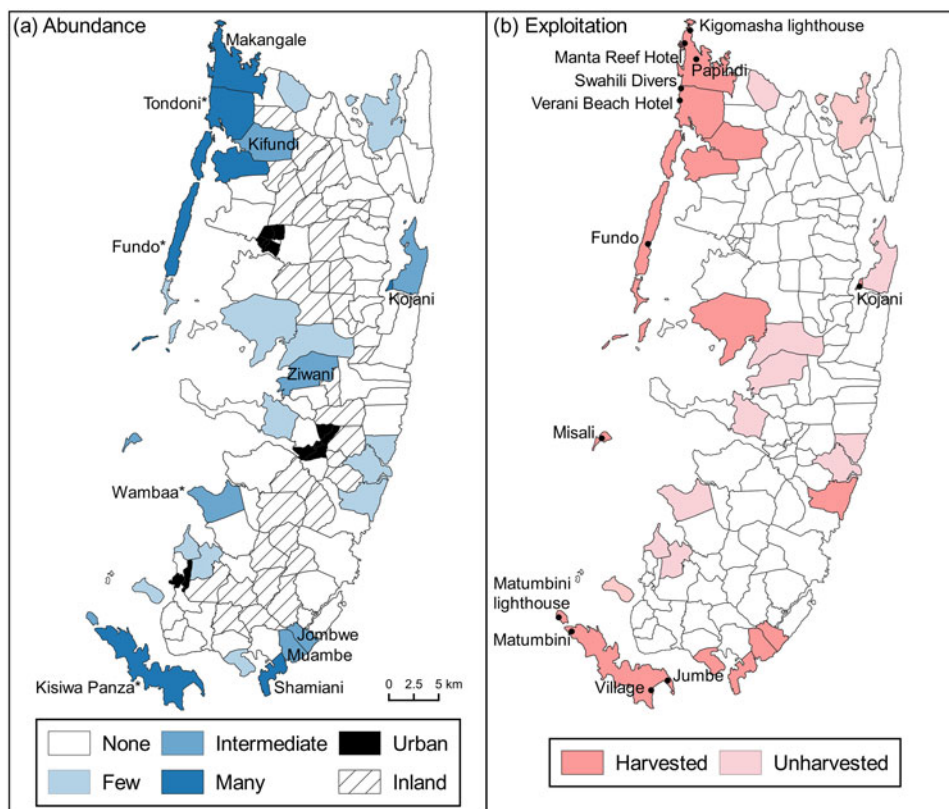 (a) Abundance
Makangale
Tondoni*
Kifundi
Fundo*
Kojani
Ziwani
Wambaa*
Jombwe
Muambe
Kisiwa Panza*
Shamiani
0 2.5 5 km
None
Intermediate
Urban
Few
Many
Inland
(b) Exploitation
Kigomasha lighthouse
Manta Reef Hotel
Papindi
Swahili Divers
Verani Beach Hotel
Fundo
Kojani
Misali
Matumbini
lighthouse
Matumbini
Village
Jumbe
Harvested
Unharvested